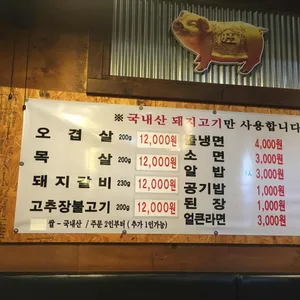 ※ 국내산 돼지고기만 사용합니다
오겹살 200g 12,000원
목살 200g 12,000원
돼지갈비 230g 12,000원
고추장불고기 200g 12,000원
물냉면 4,000원
소면 3,000원
알밥 3,000원
공기밥 1,000원
된장 1,000원
얼큰라면 3,000원
쌀 - 국내산 / 주문 2인부터 ( 추가 1인가능 )